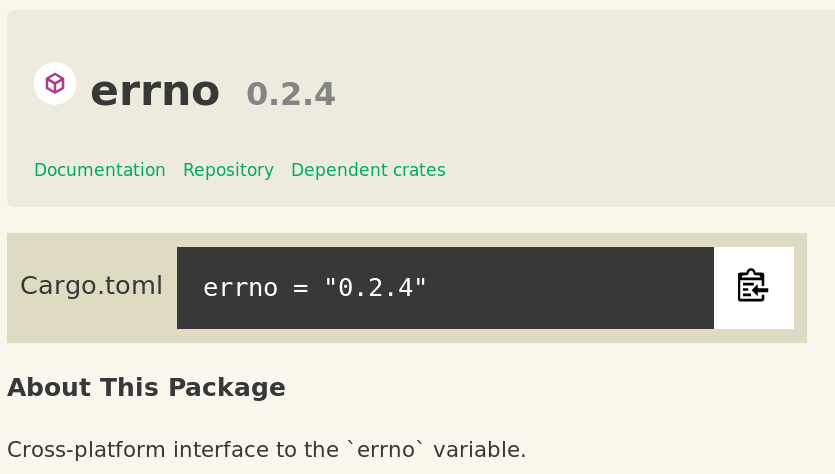 errno 0.2.4
Documentation Repository Dependent crates
Cargo.toml errno = "0.2.4"
About This Package
Cross-platform interface to the `errno` variable.